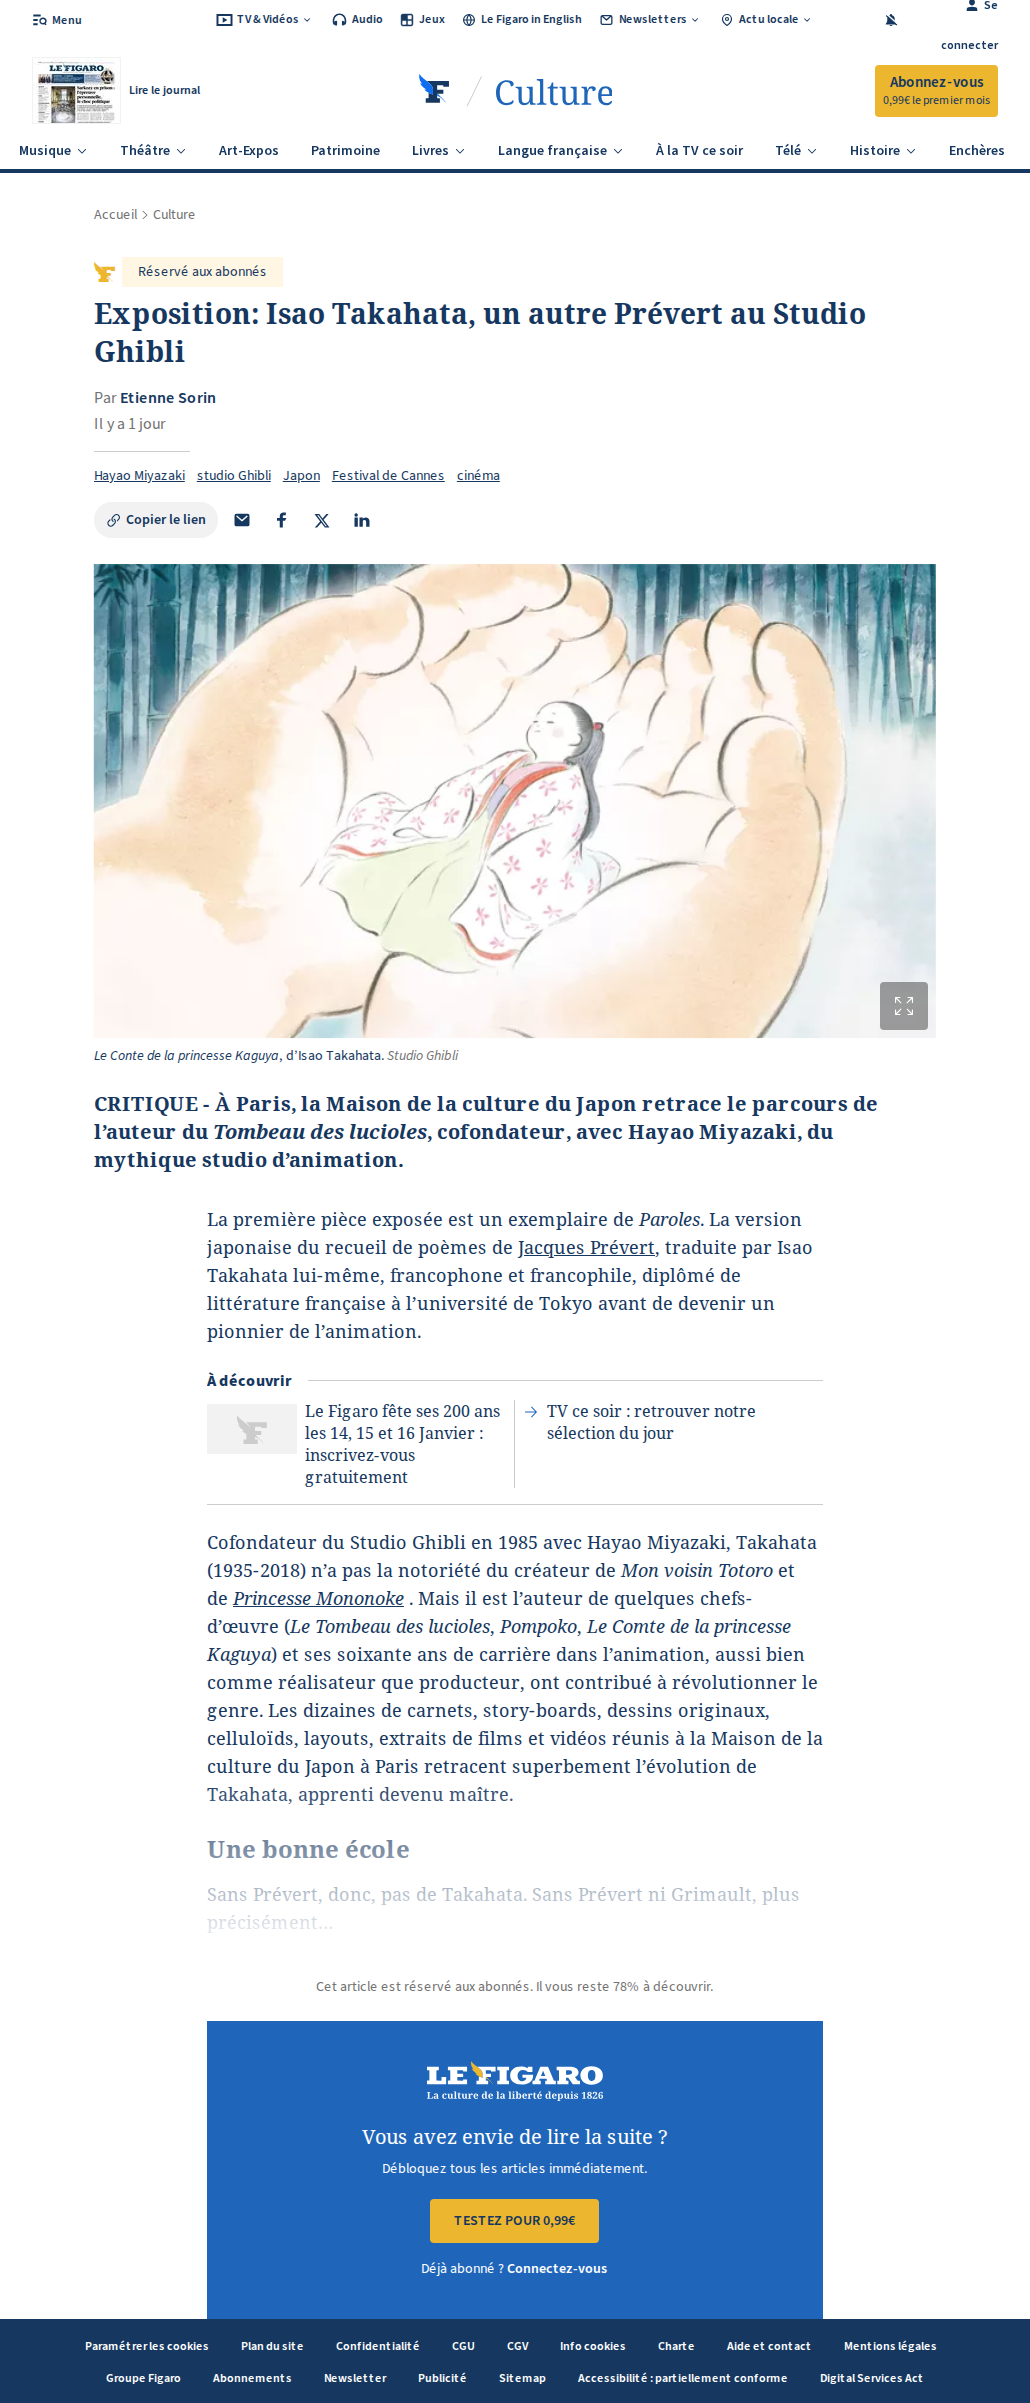 Menu
TV & Vidéos
Audio
Jeux
Le Figaro in English
Newsletters
Actu locale
Se
connecter
LE FIGARO
Sarkozy en prison :
l'épreuve
personnelle,
le choc politique
Lire le journal
F / Culture
Abonnez-vous
0,99€ le premier mois
Musique
Théâtre
Art-Expos
Patrimoine
Livres
Langue française
À la TV ce soir
Télé
Histoire
Enchères
Accueil > Culture
Réservé aux abonnés
Exposition: Isao Takahata, un autre Prévert au Studio
Ghibli
Par Etienne Sorin
Il y a 1 jour
Hayao Miyazaki studio Ghibli Japon Festival de Cannes cinéma
Copier le lien
Le Conte de la princesse Kaguya, d’Isao Takahata. Studio Ghibli
CRITIQUE - À Paris, la Maison de la culture du Japon retrace le parcours de
l’auteur du Tombeau des lucioles, cofondateur, avec Hayao Miyazaki, du
mythique studio d’animation.
La première pièce exposée est un exemplaire de Paroles. La version
japonaise du recueil de poèmes de Jacques Prévert, traduite par Isao
Takahata lui-même, francophone et francophile, diplômé de
littérature française à l’université de Tokyo avant de devenir un
pionnier de l’animation.
À découvrir
Le Figaro fête ses 200 ans
les 14, 15 et 16 Janvier :
inscrivez-vous
gratuitement
TV ce soir : retrouver notre
sélection du jour
Cofondateur du Studio Ghibli en 1985 avec Hayao Miyazaki, Takahata
(1935-2018) n’a pas la notoriété du créateur de Mon voisin Totoro et
de Princesse Mononoke . Mais il est l’auteur de quelques chefs-
d’œuvre (Le Tombeau des lucioles, Pompoko, Le Comte de la princesse
Kaguya) et ses soixante ans de carrière dans l’animation, aussi bien
comme réalisateur que producteur, ont contribué à révolutionner le
genre. Les dizaines de carnets, story-boards, dessins originaux,
celluloïds, layouts, extraits de films et vidéos réunis à la Maison de la
culture du Japon à Paris retracent superbement l’évolution de
Takahata, apprenti devenu maître.
Une bonne école
Sans Prévert, donc, pas de Takahata. Sans Prévert ni Grimault, plus
précisément...
Cet article est réservé aux abonnés. Il vous reste 78% à découvrir.
LE FIGARO
La culture de la liberté depuis 1826
Vous avez envie de lire la suite ?
Débloquez tous les articles immédiatement.
TESTEZ POUR 0,99€
Déjà abonné ? Connectez-vous
Paramétrer les cookies
Plan du site
Confidentialité
CGU
CGV
Info cookies
Charte
Aide et contact
Mentions légales
Groupe Figaro
Abonnements
Newsletter
Publicité
Sitemap
Accessibilité : partiellement conforme
Digital Services Act